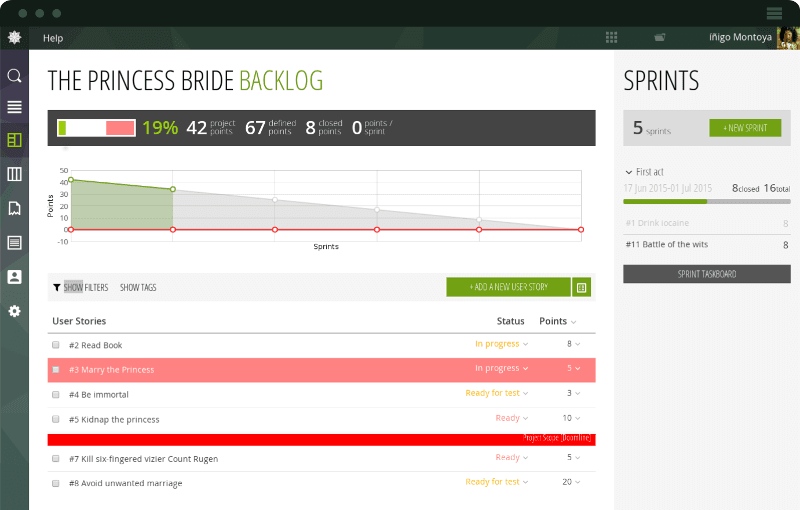 Help
íñigo Montoya
THE PRINCESS BRIDE BACKLOG
19%
42 project points
67 defined points
8 closed points
0 points / sprint
50
40
30
20
10
0
-10
Points
Sprints
SHOW FILTERS
SHOW TAGS
+ ADD A NEW USER STORY
User Stories Status Points
#2 Read Book In progress 8
#3 Marry the Princess In progress 5
#4 Be immortal Ready for test 3
#5 Kidnap the princess Ready 10
Project Scope [Doomline]
#7 Kill six-fingered vizier Count Rugen Ready 5
#8 Avoid unwanted marriage Ready for test 20
SPRINTS
5 sprints
+ NEW SPRINT
First act
17 Jun 2015-01 Jul 2015 8closed 16total
#1 Drink iocaine 8
#11 Battle of the wits 8
SPRINT TASKBOARD